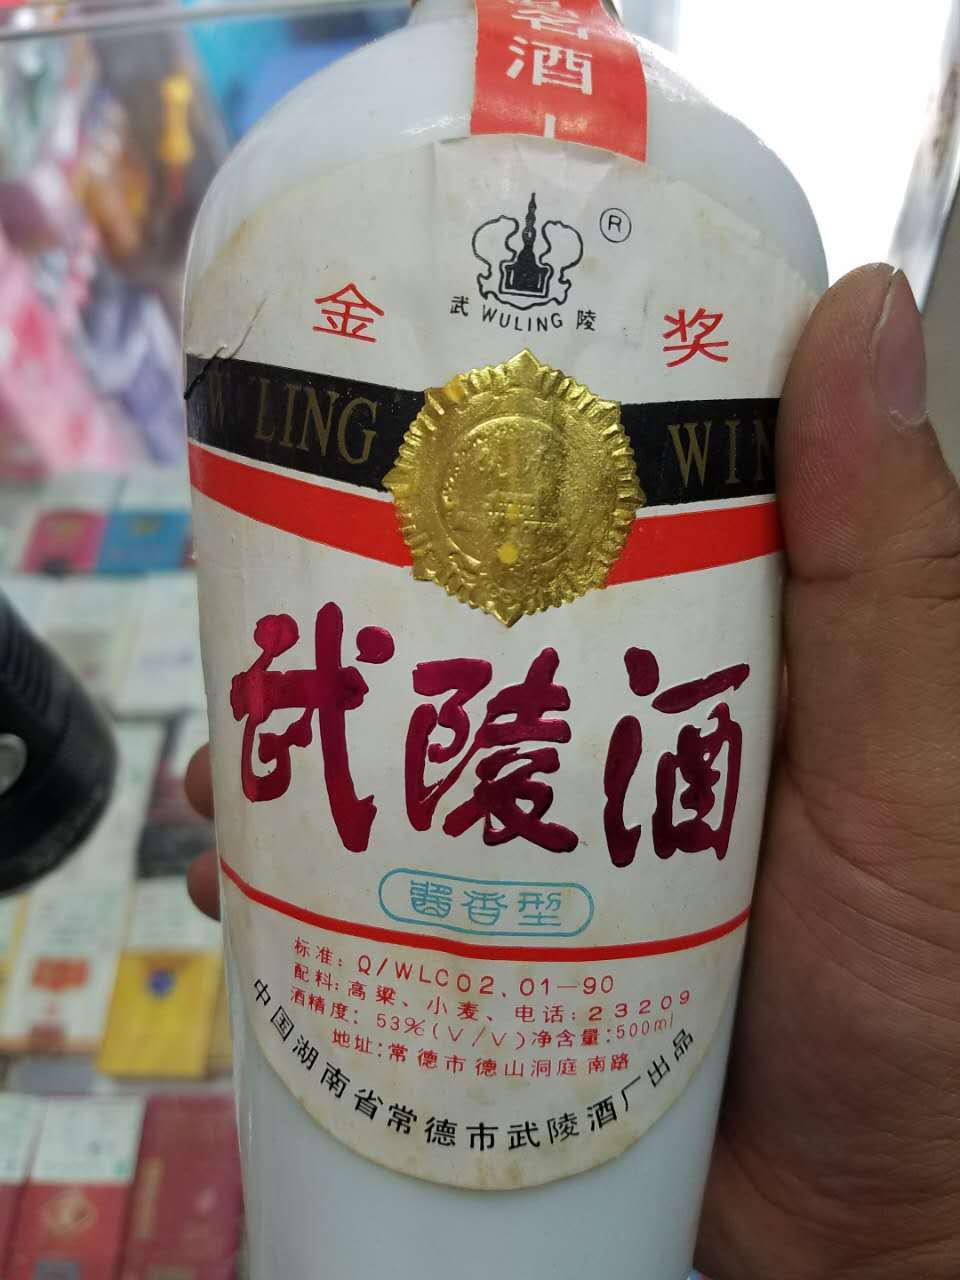 名酒
武 WULING 陵
®
金 奖
WULING WIN
武陵酒
酱香型
标准: Q/WLC02.01—90
配料: 高粱、小麦、电话: 23209
酒精度: 53%(V/V)净含量:500ml
地址:常德市德山洞庭南路
中国湖南省常德市武陵酒厂出品